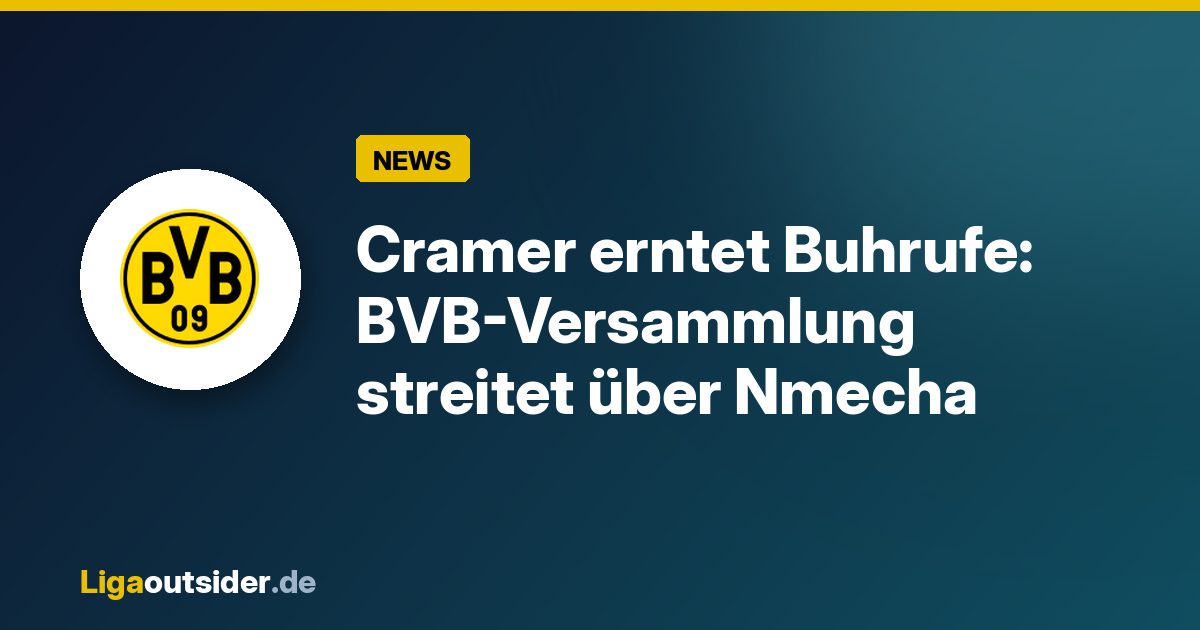 NEWS
BVB
09
Cramer erntet Buhrufe:
BVB-Versammlung
streitet über Nmecha
Ligaoutsider.de